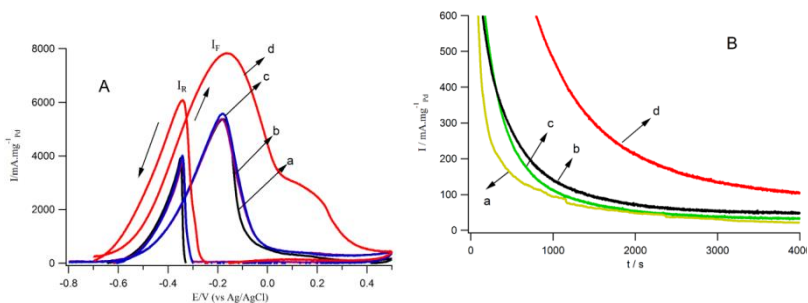 A
I_F
I_R
d
c
b
a
I/mA.mg⁻¹ Pd
8000
6000
4000
2000
0
-0.8
-0.6
-0.4
-0.2
0.0
0.2
0.4
E/V (vs Ag/AgCl)
B
d
c
b
a
I / mA.mg⁻¹ Pd
600
500
400
300
200
100
0
0
1000
2000
3000
4000
t / s